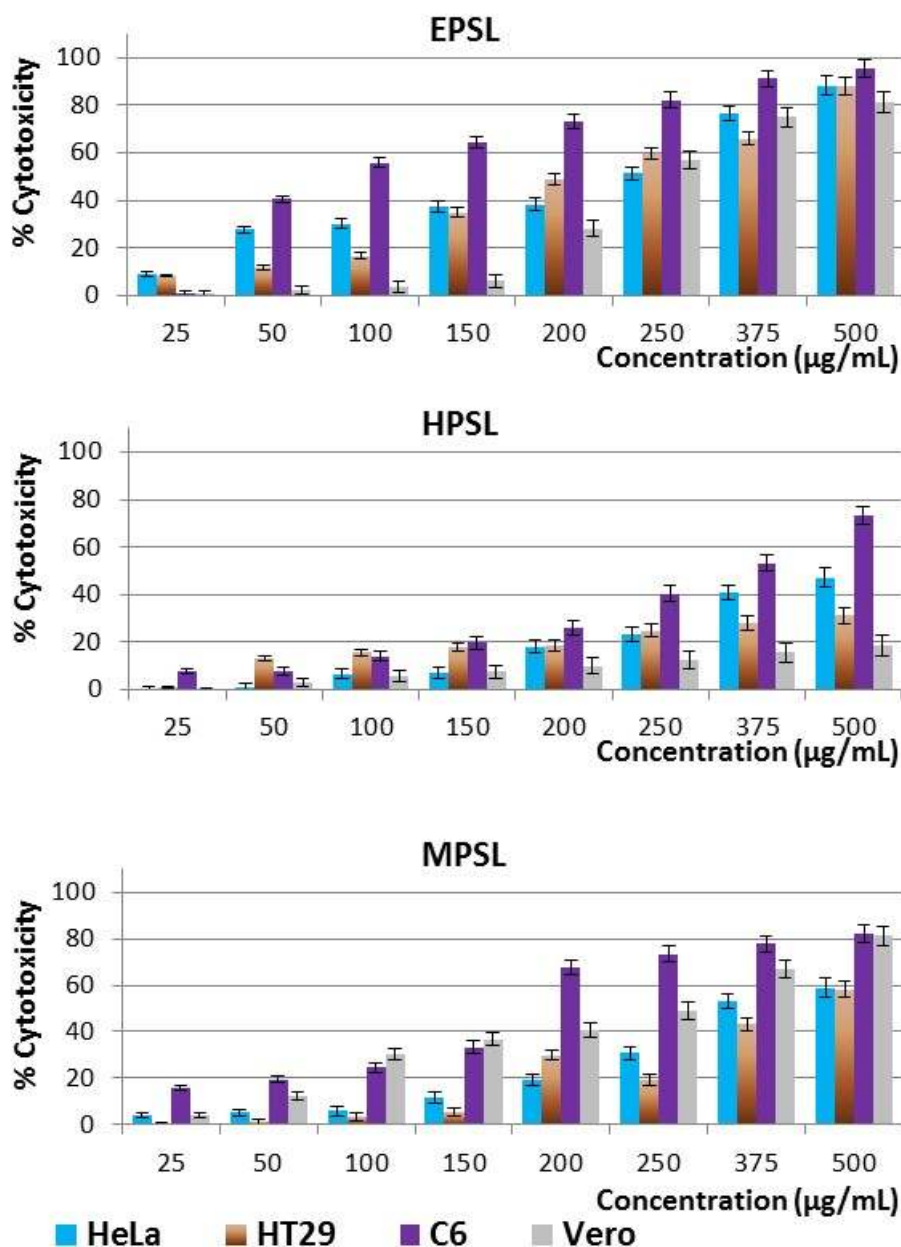 EPSL
% Cytotoxicity
100
80
60
40
20
0
25 50 100 150 200 250 375 500
Concentration (µg/mL)
HPSL
% Cytotoxicity
100
80
60
40
20
0
25 50 100 150 200 250 375 500
Concentration (µg/mL)
MPSL
% Cytotoxicity
100
80
60
40
20
0
25 50 100 150 200 250 375 500
Concentration (µg/mL)
HeLa HT29 C6 Vero